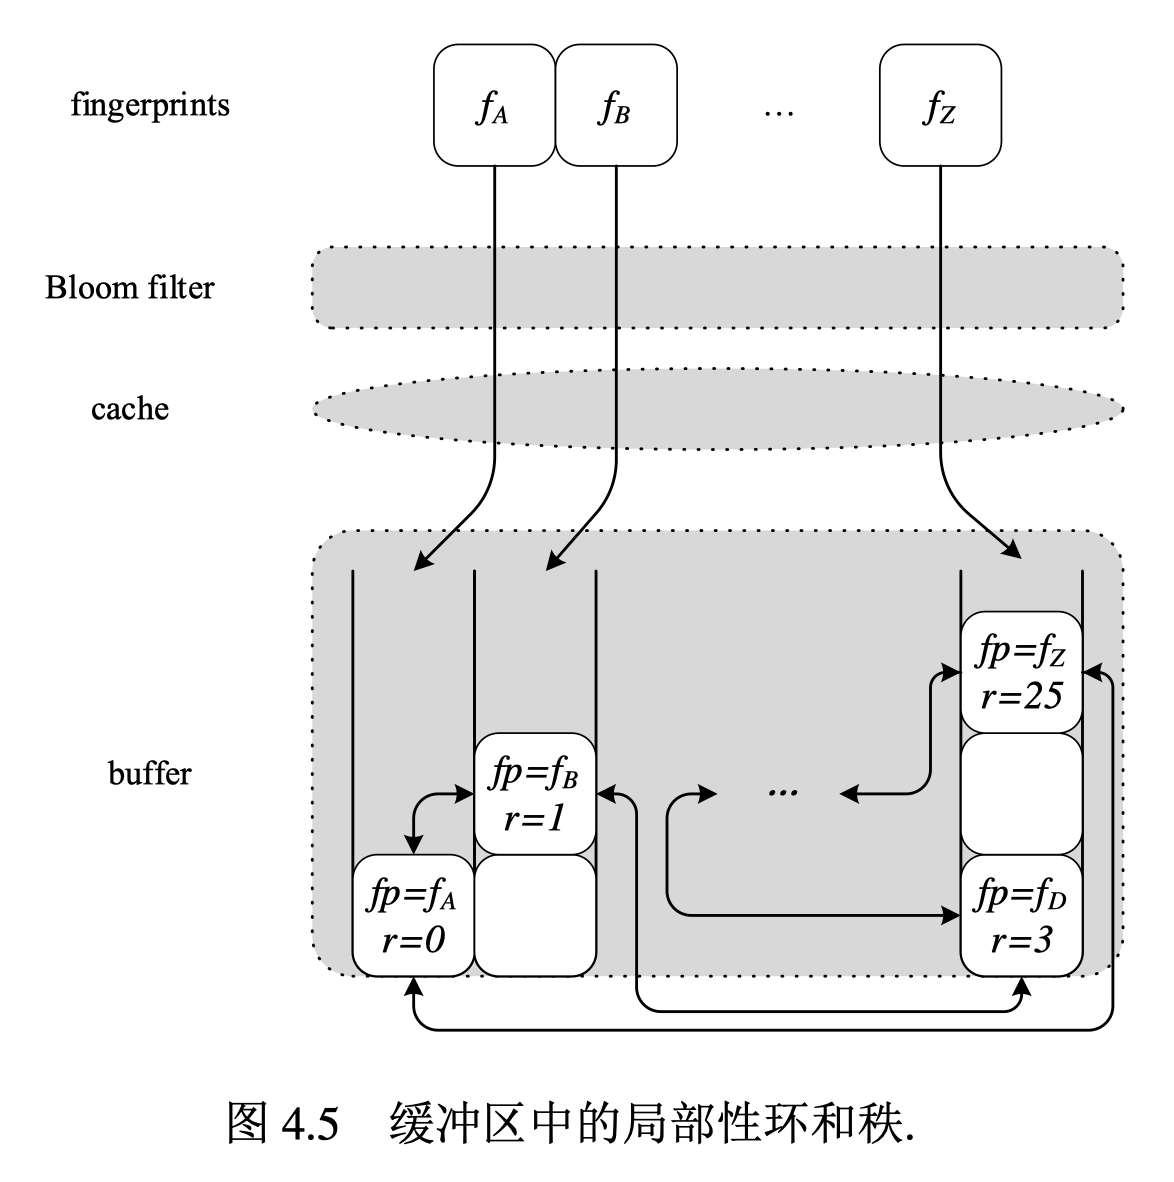 fingerprints
f_A
f_B
...
f_Z
Bloom filter
cache
buffer
fp=f_Z
r=25
fp=f_B
r=1
...
fp=f_A
r=0
fp=f_D
r=3
图 4.5 缓冲区中的局部性环和秩.